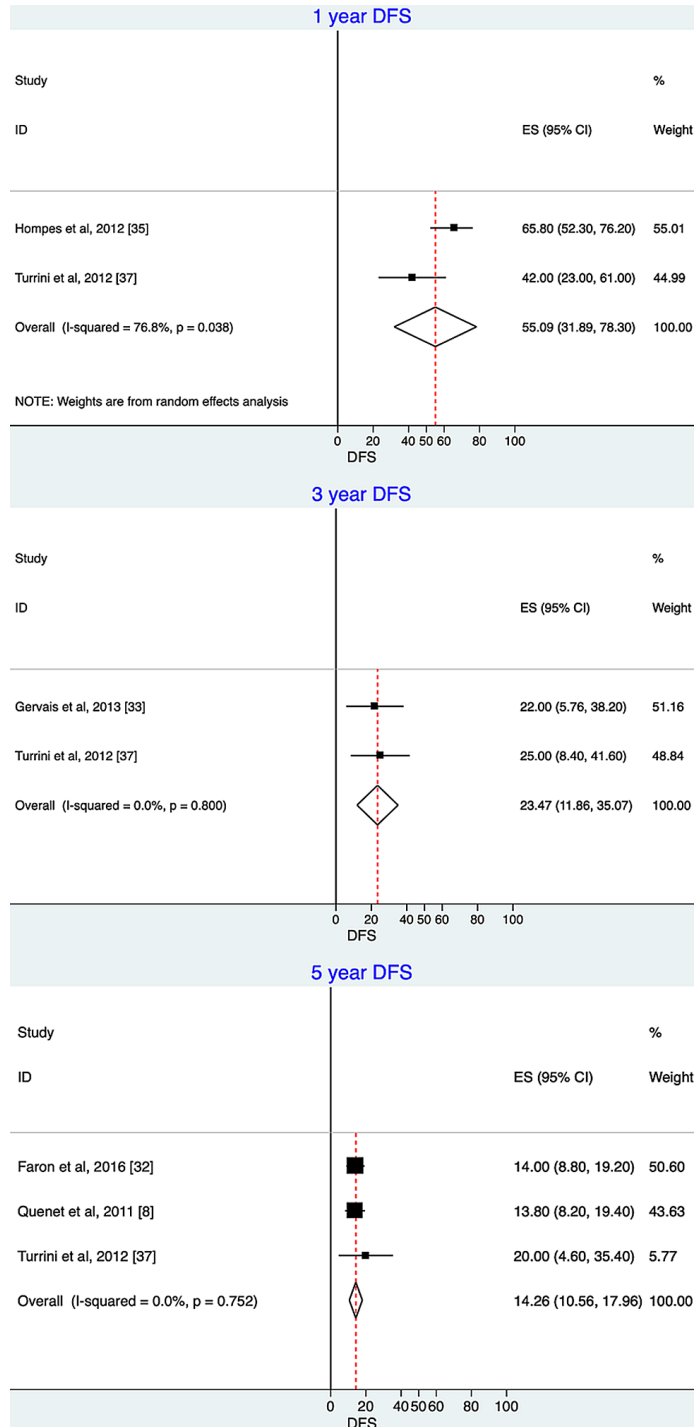 1 year DFS
Study %
ID ES (95% CI) Weight
Hompes et al, 2012 [35] 65.80 (52.30, 76.20) 55.01
Turrini et al, 2012 [37] 42.00 (23.00, 61.00) 44.99
Overall (I-squared = 76.8%, p = 0.038) 55.09 (31.89, 78.30) 100.00
NOTE: Weights are from random effects analysis
0 20 40 50 60 80 100
DFS
3 year DFS
Study %
ID ES (95% CI) Weight
Gervais et al, 2013 [33] 22.00 (5.76, 38.20) 51.16
Turrini et al, 2012 [37] 25.00 (8.40, 41.60) 48.84
Overall (I-squared = 0.0%, p = 0.800) 23.47 (11.86, 35.07) 100.00
0 20 40 50 60 80 100
DFS
5 year DFS
Study %
ID ES (95% CI) Weight
Faron et al, 2016 [32] 14.00 (8.80, 19.20) 50.60
Quenet et al, 2011 [8] 13.80 (8.20, 19.40) 43.63
Turrini et al, 2012 [37] 20.00 (4.60, 35.40) 5.77
Overall (I-squared = 0.0%, p = 0.752) 14.26 (10.56, 17.96) 100.00
0 20 40 50 60 80 100
DFS